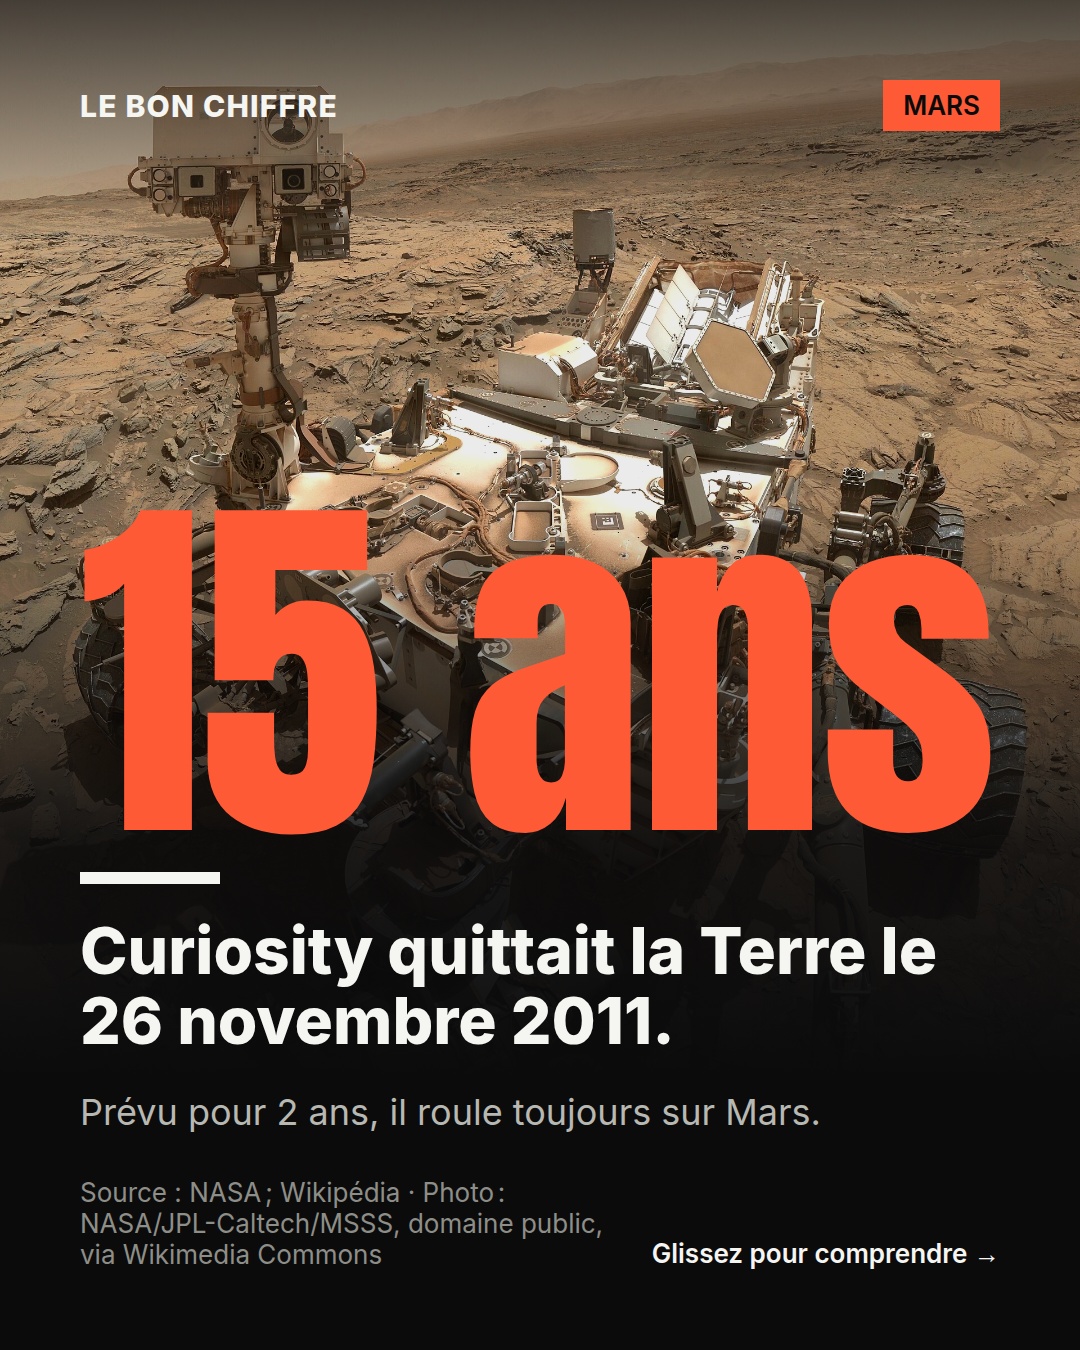 LE BON CHIFFRE
MARS
15 ans
Curiosity quittait la Terre le
26 novembre 2011.
Prévu pour 2 ans, il roule toujours sur Mars.
Source : NASA ; Wikipédia · Photo :
NASA/JPL-Caltech/MSSS, domaine public,
via Wikimedia Commons
Glissez pour comprendre →